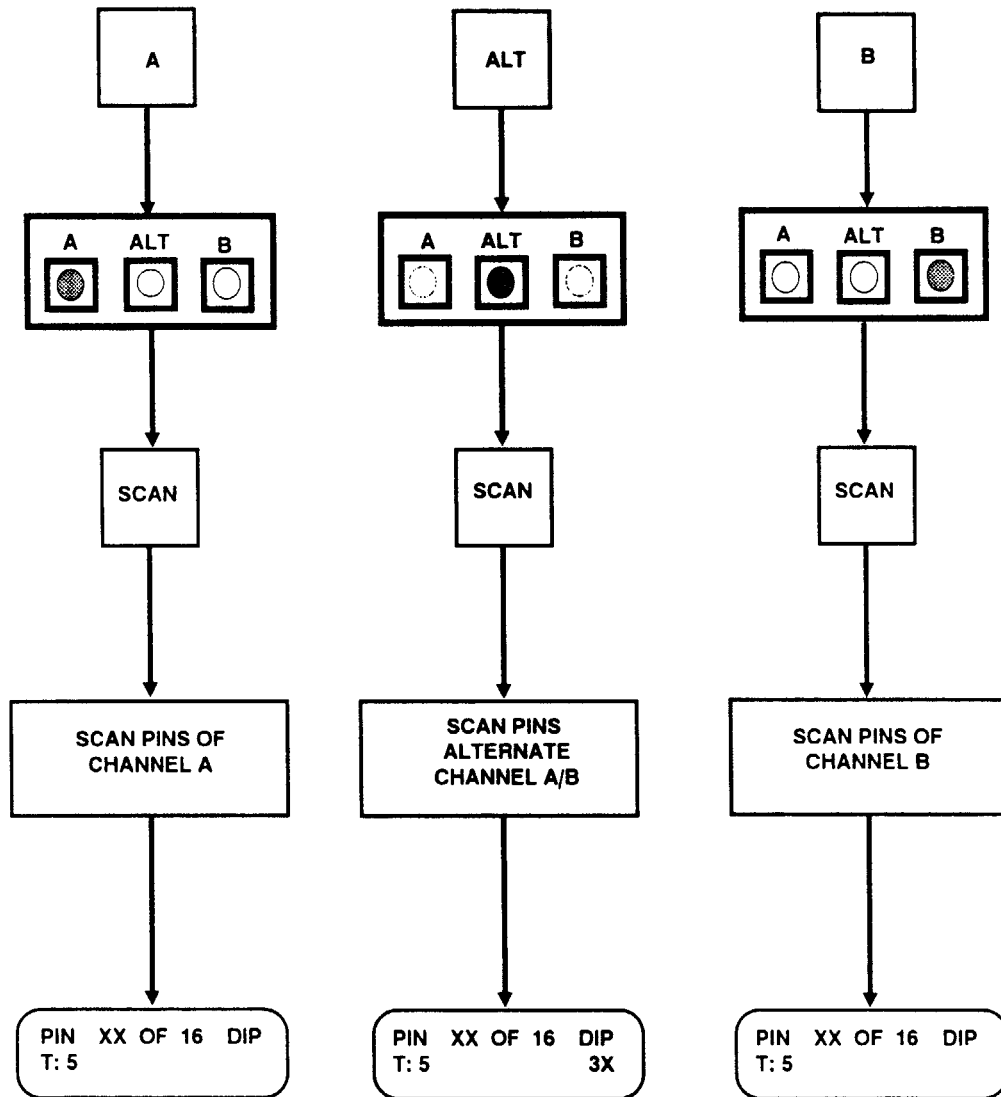 A
ALT
B
A ALT B
A ALT B
A ALT B
SCAN
SCAN
SCAN
SCAN PINS OF
CHANNEL A
SCAN PINS
ALTERNATE
CHANNEL A/B
SCAN PINS OF
CHANNEL B
PIN XX OF 16 DIP
T: 5
PIN XX OF 16 DIP
T: 5 3X
PIN XX OF 16 DIP
T: 5